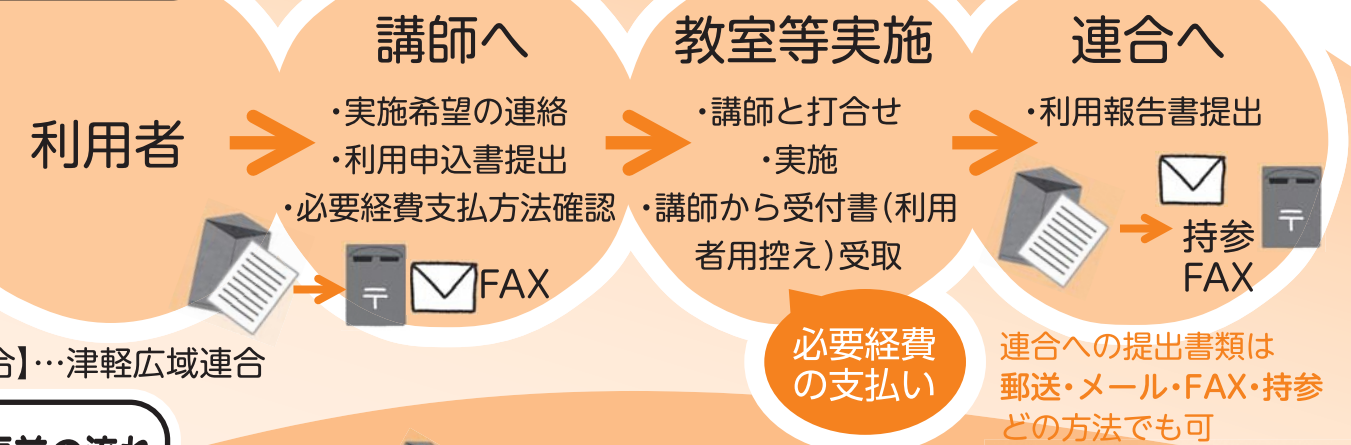 利用者
講師へ
・実施希望の連絡
・利用申込書提出
・必要経費支払方法確認
〒
FAX
教室等実施
・講師と打合せ
・実施
・講師から受付書(利用
者用控え)受取
必要経費
の支払い
連合へ
・利用報告書提出
〒
持参
FAX
連合への提出書類は
郵送・メール・FAX・持参
どの方法でも可
合】…津軽広域連合
の流れ